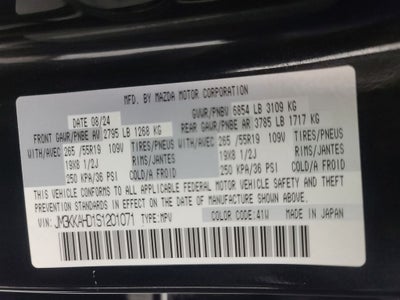 MFD. BY MAZDA MOTOR CORPORATION
DATE 08/24 GVWR/PNBV 6854 LB 3109 KG
FRONT GAWR/PNBE AV 2795 LB 1268 KG REAR GAWR/PNBE AR 3785 LB 1717 KG
WITH/AVEC 265 /55R19 109V TIRES/PNEUS WITH/AVEC 265 /55R19 109V TIRES/PNEUS
19X8 1/2J RIMS/JANTES 19X8 1/2J RIMS/JANTES
250 KPA/36 PSI COLD/A FROID 250 KPA/36 PSI COLD/A FROID
THIS VEHICLE CONFORMS TO ALL APPLICABLE FEDERAL MOTOR VEHICLE SAFETY AND THEFT
PREVENTION STANDARDS IN EFFECT ON THE DATE OF MANUFACTURE SHOWN ABOVE.
VIN: JM3KKAHD1S1201071 TYPE:MPV COLOR CODE:41W MADE IN JAPAN